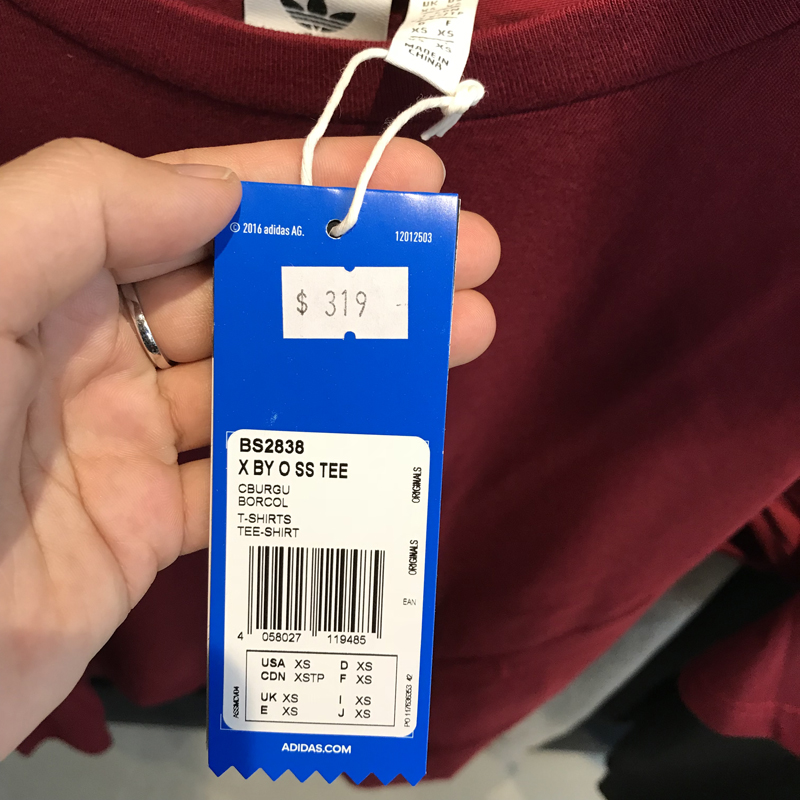 UK F
XS XS
XS
MADE IN
CHINA
© 2016 adidas AG.
12012503
$ 319
BS2838
X BY O SS TEE
CBURGU
BORCOL
T-SHIRTS
TEE-SHIRT
ORIGINALS
ORIGINALS
EAN
4 058027 119485
USA XS D XS
CDN XSTP F XS
UK XS I XS
E XS J XS
ADIDAS.COM